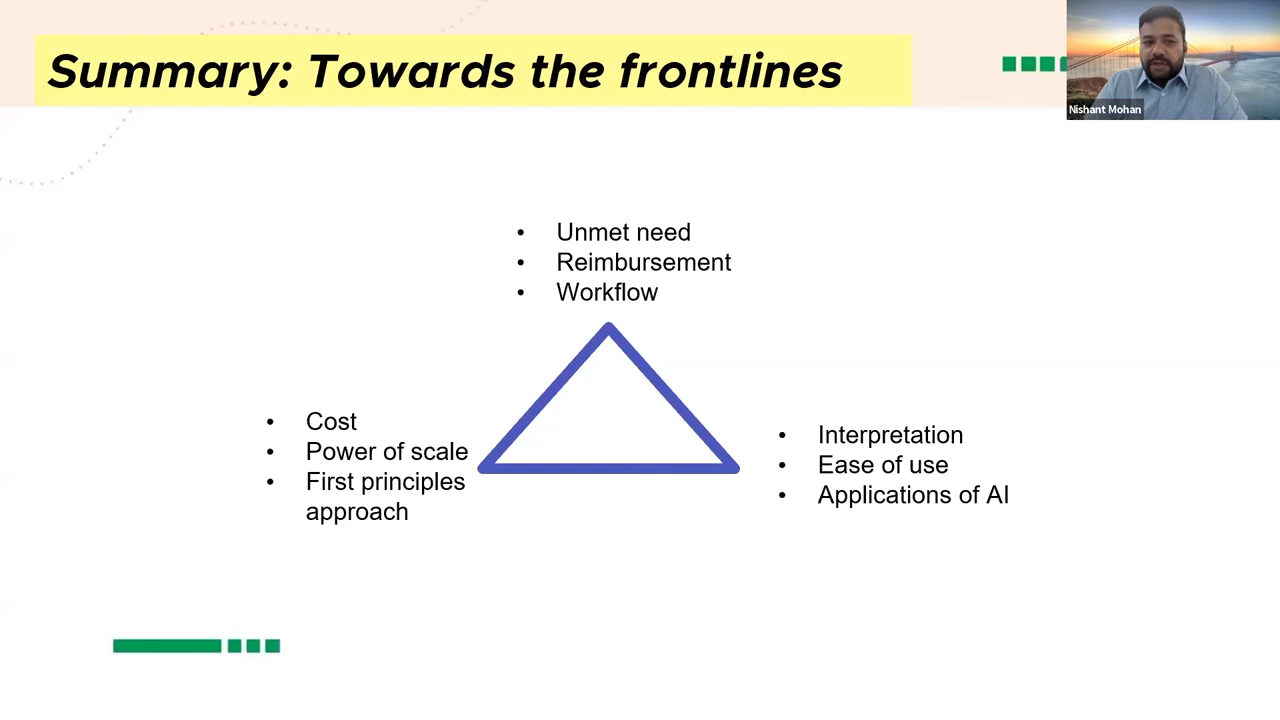 Summary: Towards the frontlines
Nishant Mohan
• Unmet need
• Reimbursement
• Workflow
• Cost
• Power of scale
• First principles
approach
• Interpretation
• Ease of use
• Applications of AI